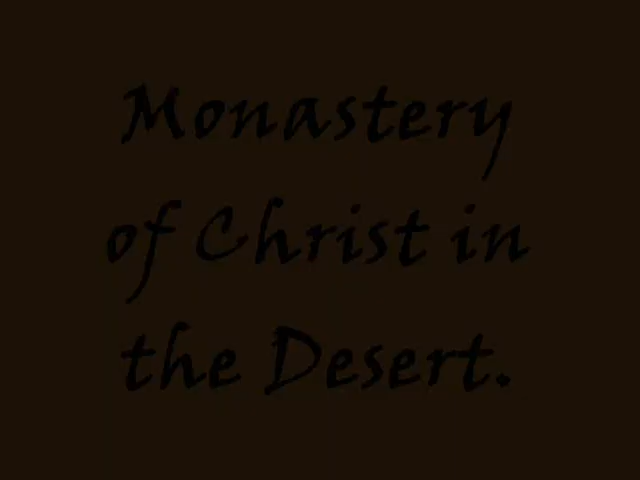 Monastery
of Christ in
the Desert.